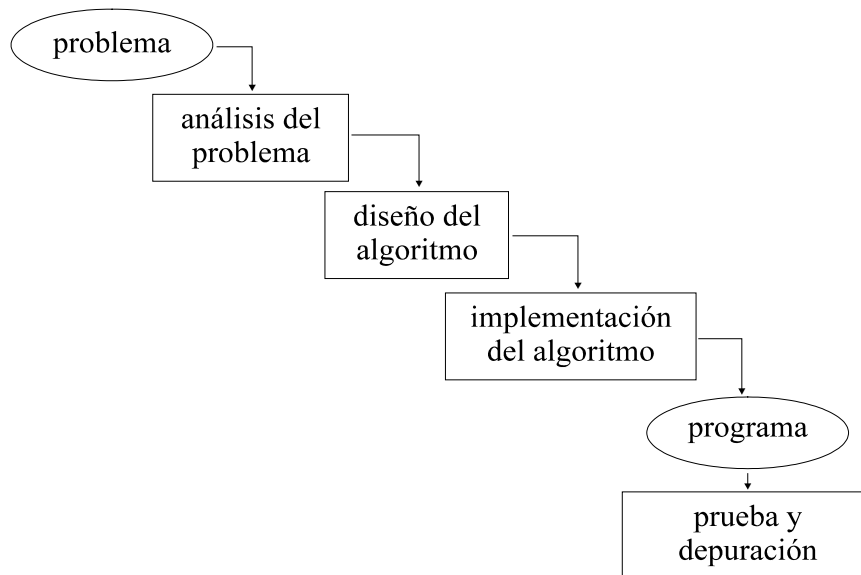 problema
análisis del
problema
diseño del
algoritmo
implementación
del algoritmo
programa
prueba y
depuración